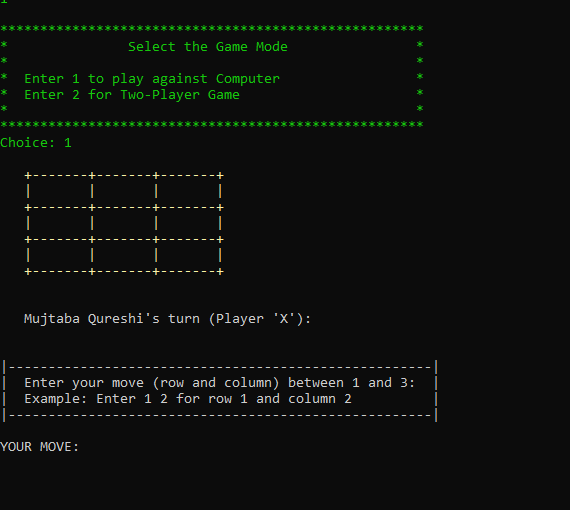 1
*****************************************************
*               Select the Game Mode                *
*                                                   *
*  Enter 1 to play against Computer                 *
*  Enter 2 for Two-Player Game                      *
*                                                   *
*****************************************************
Choice: 1
   +-------+-------+-------+
   |       |       |       |
   +-------+-------+-------+
   |       |       |       |
   +-------+-------+-------+
   |       |       |       |
   +-------+-------+-------+
   Mujtaba Qureshi's turn (Player 'X'):
|-----------------------------------------------------|
|  Enter your move (row and column) between 1 and 3:  |
|  Example: Enter 1 2 for row 1 and column 2          |
|-----------------------------------------------------|
YOUR MOVE: